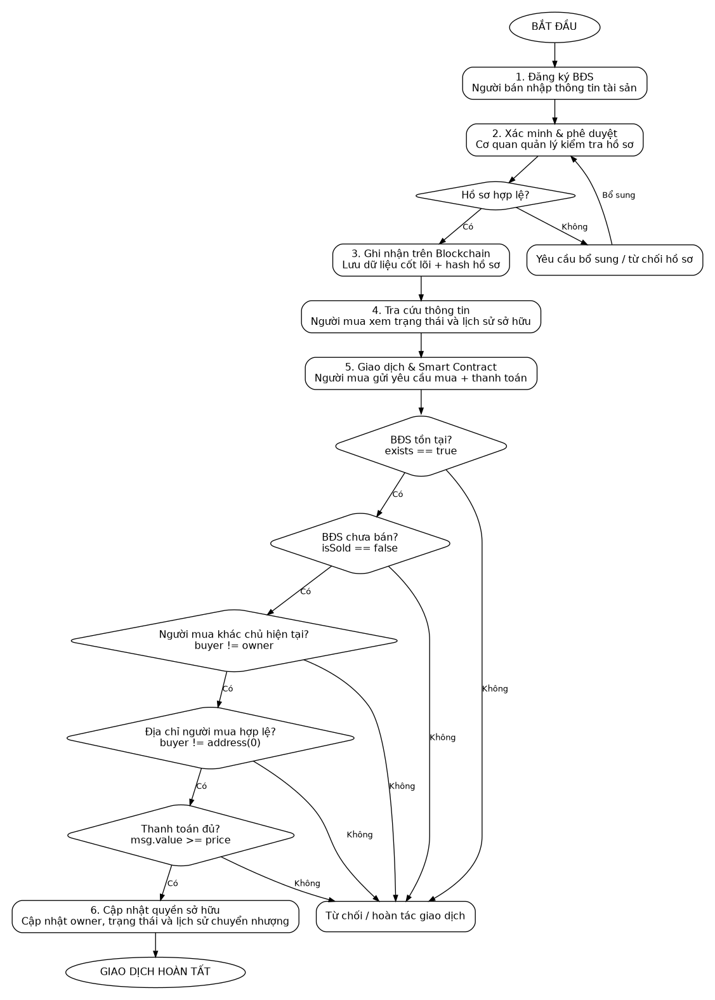 BẮT ĐẦU
1. Đăng ký BĐS
Người bán nhập thông tin tài sản
2. Xác minh & phê duyệt
Cơ quan quản lý kiểm tra hồ sơ
Hồ sơ hợp lệ?
Bổ sung
Có
Không
3. Ghi nhận trên Blockchain
Lưu dữ liệu cốt lõi + hash hồ sơ
Yêu cầu bổ sung / từ chối hồ sơ
4. Tra cứu thông tin
Người mua xem trạng thái và lịch sử sở hữu
5. Giao dịch & Smart Contract
Người mua gửi yêu cầu mua + thanh toán
BĐS tồn tại?
exists == true
Có
BĐS chưa bán?
isSold == false
Có
Người mua khác chủ hiện tại?
buyer != owner
Có
Không
Địa chỉ người mua hợp lệ?
buyer != address(0)
Không
Có
Không
Thanh toán đủ?
msg.value >= price
Không
Có
Không
6. Cập nhật quyền sở hữu
Cập nhật owner, trạng thái và lịch sử chuyển nhượng
Từ chối / hoàn tác giao dịch
GIAO DỊCH HOÀN TẤT